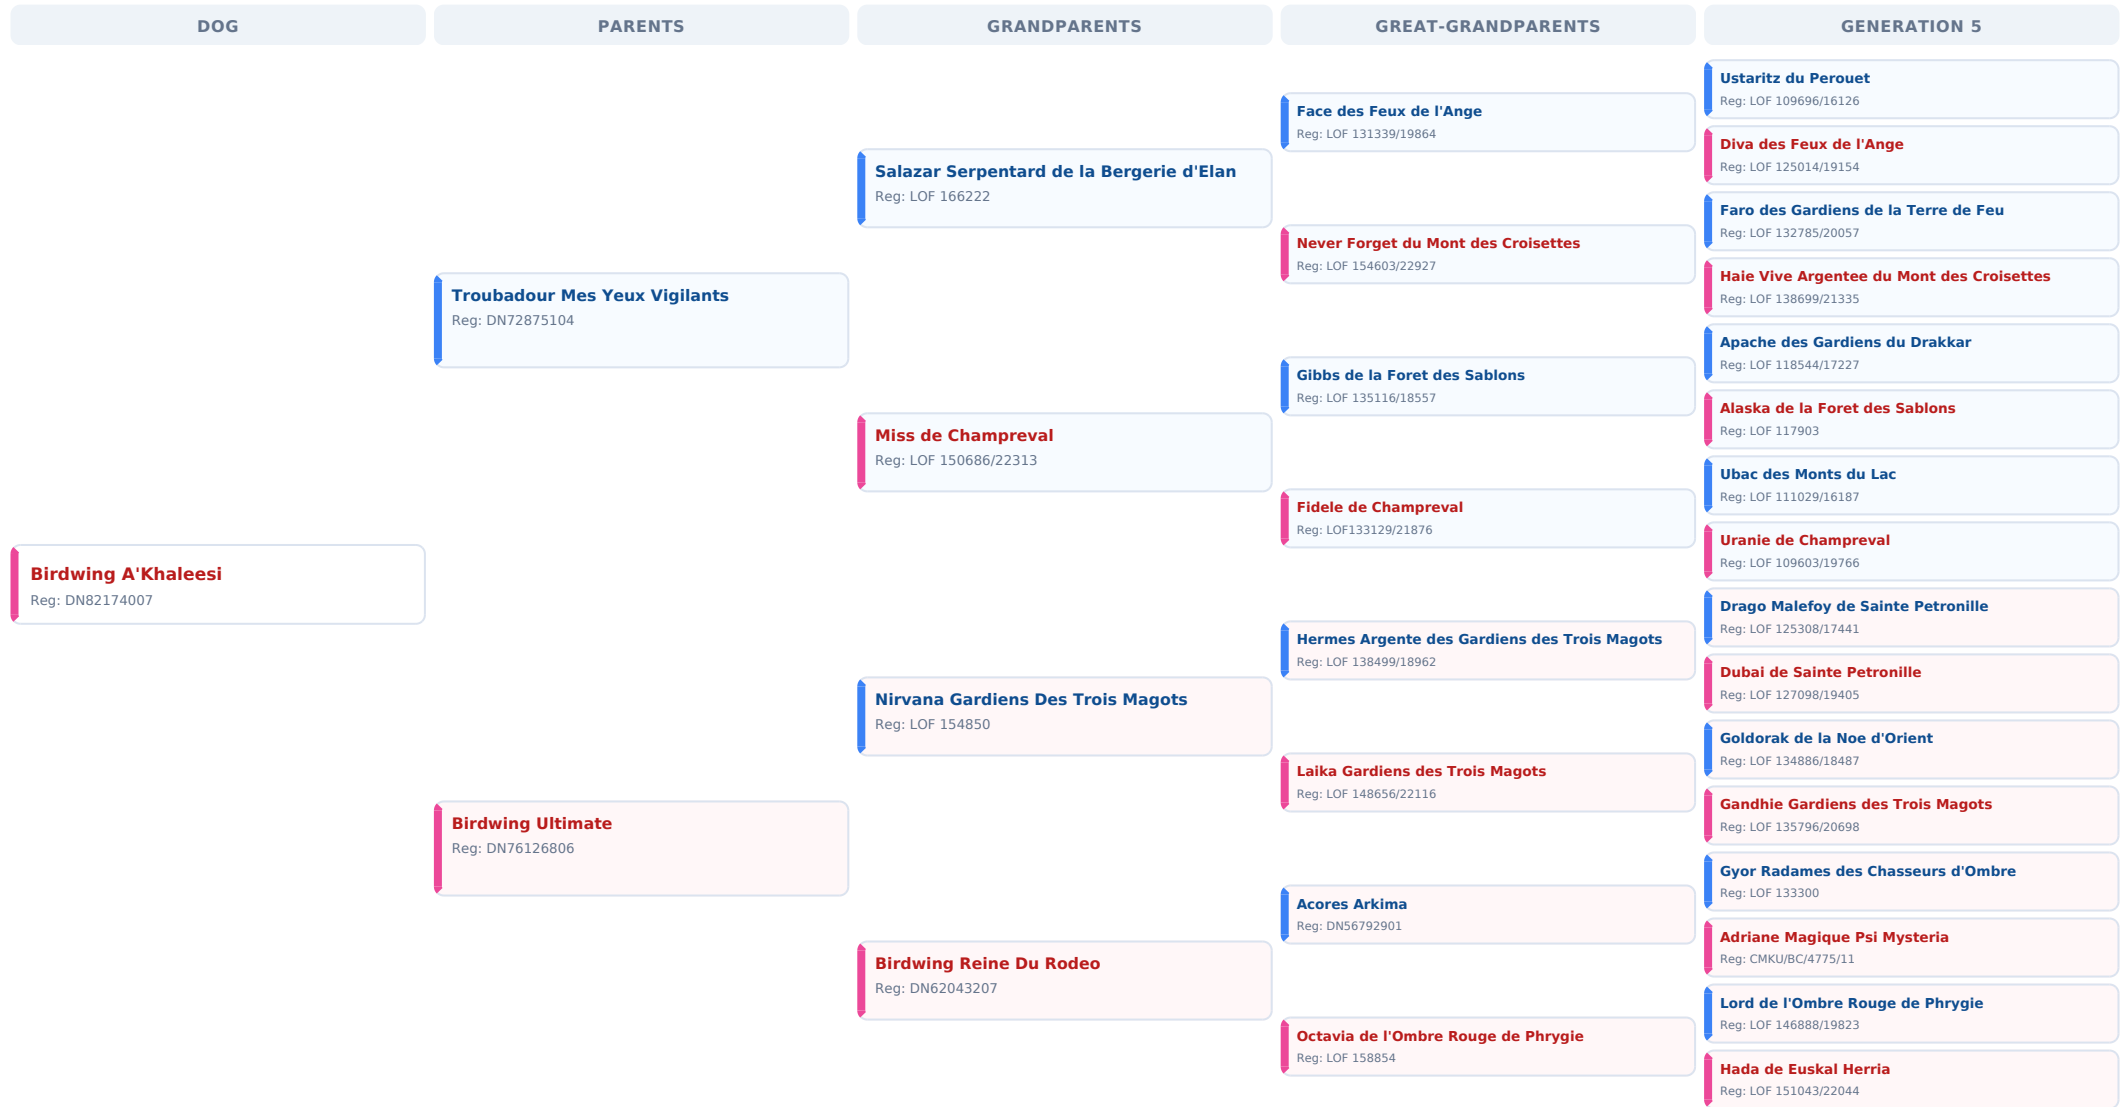 DOG
PARENTS
GRANDPARENTS
GREAT-GRANDPARENTS
GENERATION 5
Birdwing A'Khaleesi
Reg: DN82174007
Troubadour Mes Yeux Vigilants
Reg: DN72875104
Birdwing Ultimate
Reg: DN76126806
Salazar Serpentard de la Bergerie d'Elan
Reg: LOF 166222
Miss de Champreval
Reg: LOF 150686/22313
Nirvana Gardiens Des Trois Magots
Reg: LOF 154850
Birdwing Reine Du Rodeo
Reg: DN62043207
Face des Feux de l'Ange
Reg: LOF 131339/19864
Never Forget du Mont des Croisettes
Reg: LOF 154603/22927
Gibbs de la Foret des Sablons
Reg: LOF 135116/18557
Fidele de Champreval
Reg: LOF133129/21876
Hermes Argente des Gardiens des Trois Magots
Reg: LOF 138499/18962
Laika Gardiens des Trois Magots
Reg: LOF 148656/22116
Acores Arkima
Reg: DN56792901
Octavia de l'Ombre Rouge de Phrygie
Reg: LOF 158854
Ustaritz du Perouet
Reg: LOF 109696/16126
Diva des Feux de l'Ange
Reg: LOF 125014/19154
Faro des Gardiens de la Terre de Feu
Reg: LOF 132785/20057
Haie Vive Argentee du Mont des Croisettes
Reg: LOF 138699/21335
Apache des Gardiens du Drakkar
Reg: LOF 118544/17227
Alaska de la Foret des Sablons
Reg: LOF 117903
Ubac des Monts du Lac
Reg: LOF 111029/16187
Uranie de Champreval
Reg: LOF 109603/19766
Drago Malefoy de Sainte Petronille
Reg: LOF 125308/17441
Dubai de Sainte Petronille
Reg: LOF 127098/19405
Goldorak de la Noe d'Orient
Reg: LOF 134886/18487
Gandhie Gardiens des Trois Magots
Reg: LOF 135796/20698
Gyor Radames des Chasseurs d'Ombre
Reg: LOF 133300
Adriane Magique Psi Mysteria
Reg: CMKU/BC/4775/11
Lord de l'Ombre Rouge de Phrygie
Reg: LOF 146888/19823
Hada de Euskal Herria
Reg: LOF 151043/22044